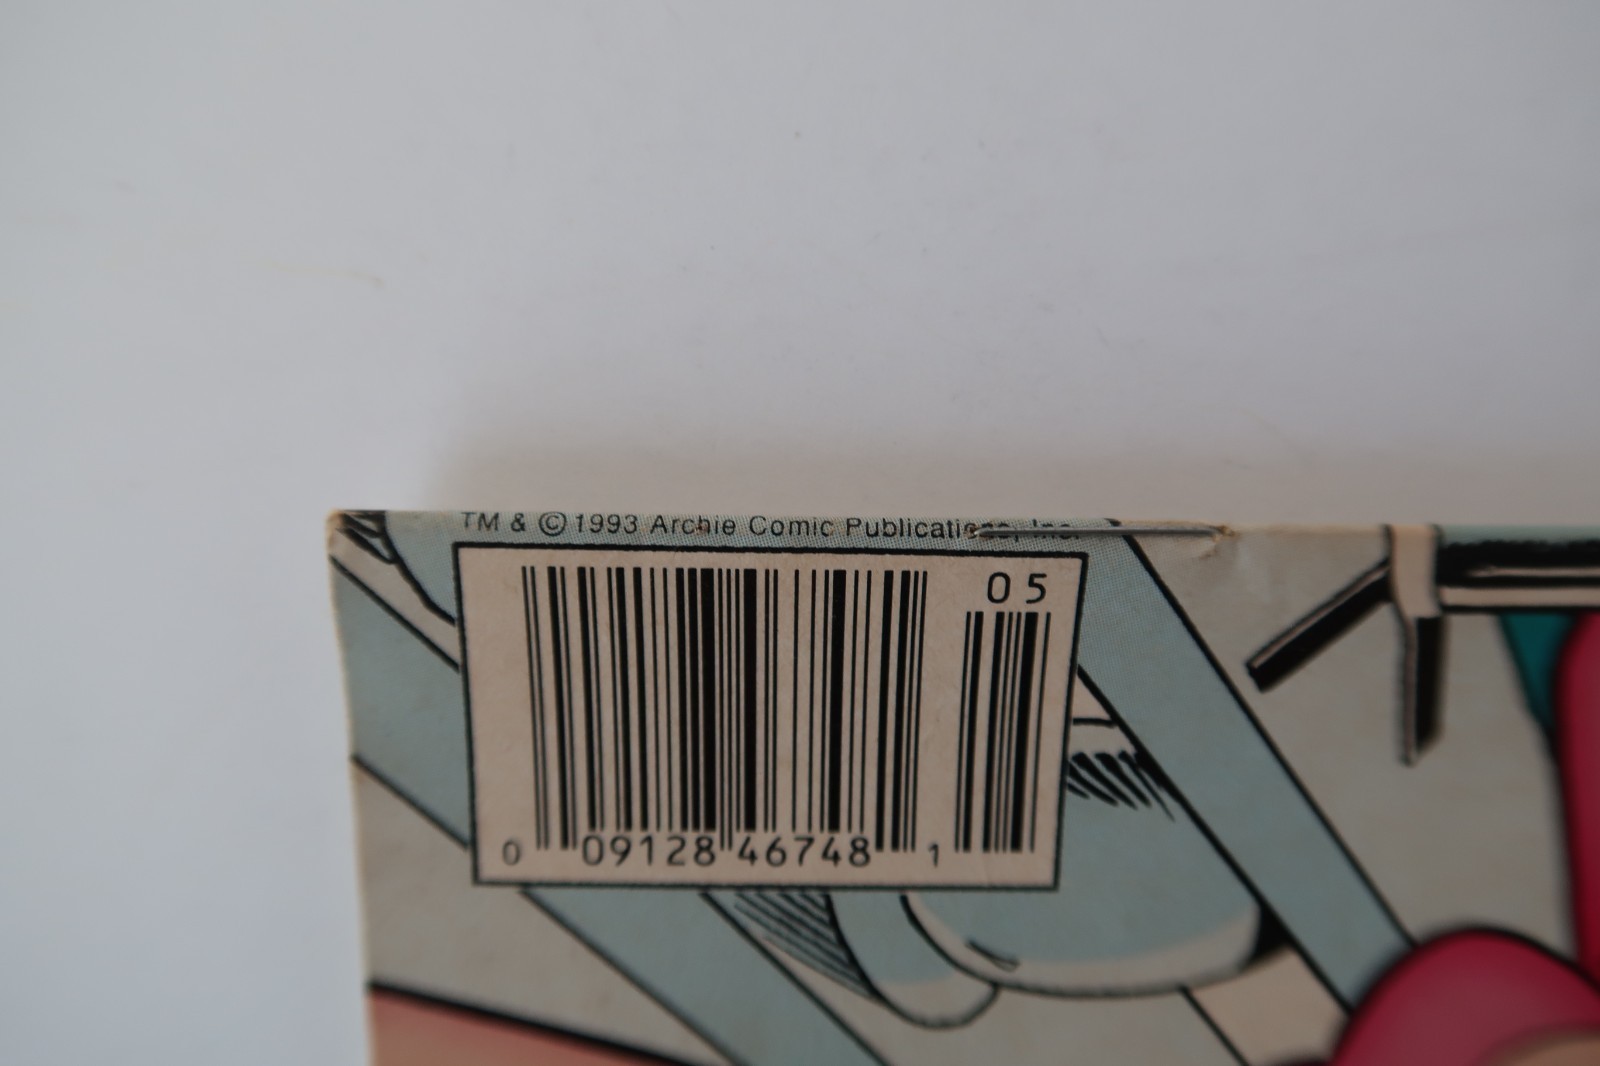 TM & © 1993 Archie Comic Publications, Inc.
05
0 09128 46748 1